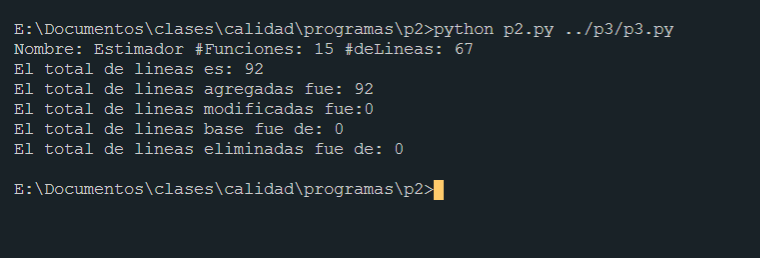 E:\Documentos\clases\calidad\programas\p2>python p2.py ../p3/p3.py
Nombre: Estimador #Funciones: 15 #deLineas: 67
El total de lineas es: 92
El total de lineas agregadas fue: 92
El total de lineas modificadas fue:0
El total de lineas base fue de: 0
El total de lineas eliminadas fue de: 0
E:\Documentos\clases\calidad\programas\p2>